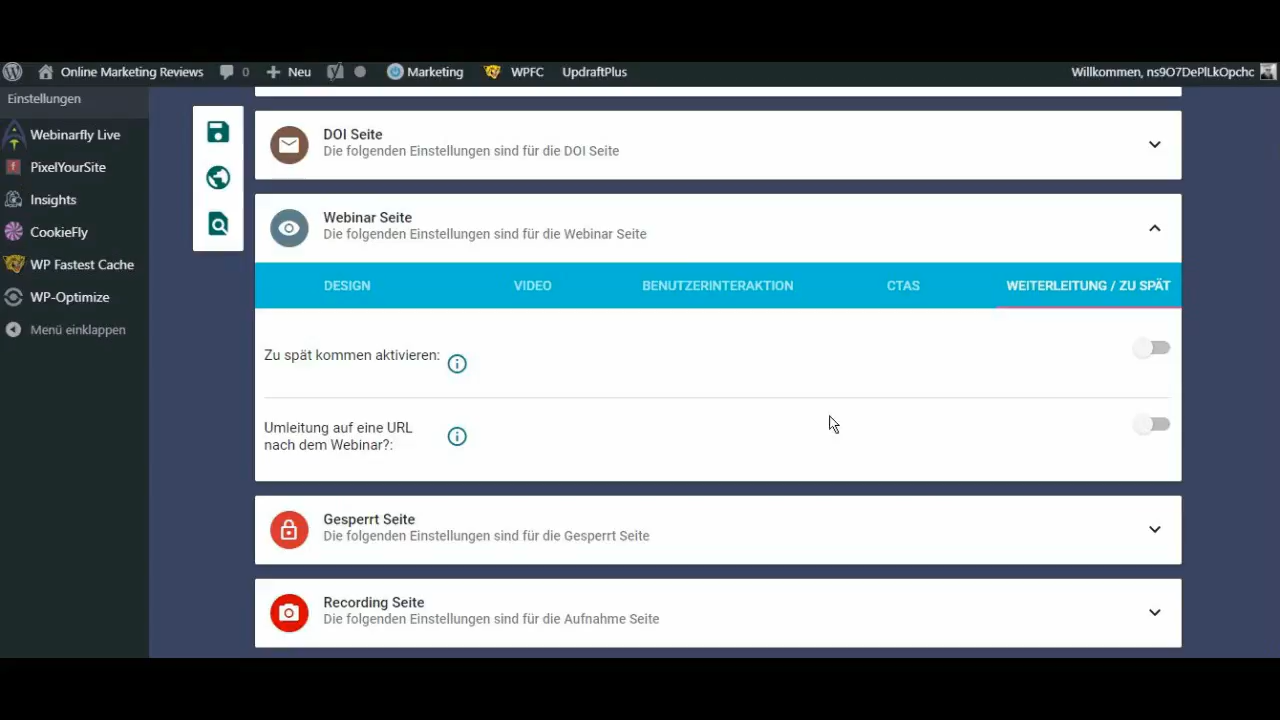 Online Marketing Reviews 0 Neu Marketing WPFC UpdraftPlus Willkommen, ns9O7DePlLkOpchc
Einstellungen
Webinarfly Live
PixelYourSite
Insights
CookieFly
WP Fastest Cache
WP-Optimize
Menü einklappen
DOI Seite
Die folgenden Einstellungen sind für die DOI Seite
Webinar Seite
Die folgenden Einstellungen sind für die Webinar Seite
DESIGN VIDEO BENUTZERINTERAKTION CTAS WEITERLEITUNG / ZU SPÄT
Zu spät kommen aktivieren:
Umleitung auf eine URL
nach dem Webinar?:
Gesperrt Seite
Die folgenden Einstellungen sind für die Gesperrt Seite
Recording Seite
Die folgenden Einstellungen sind für die Aufnahme Seite